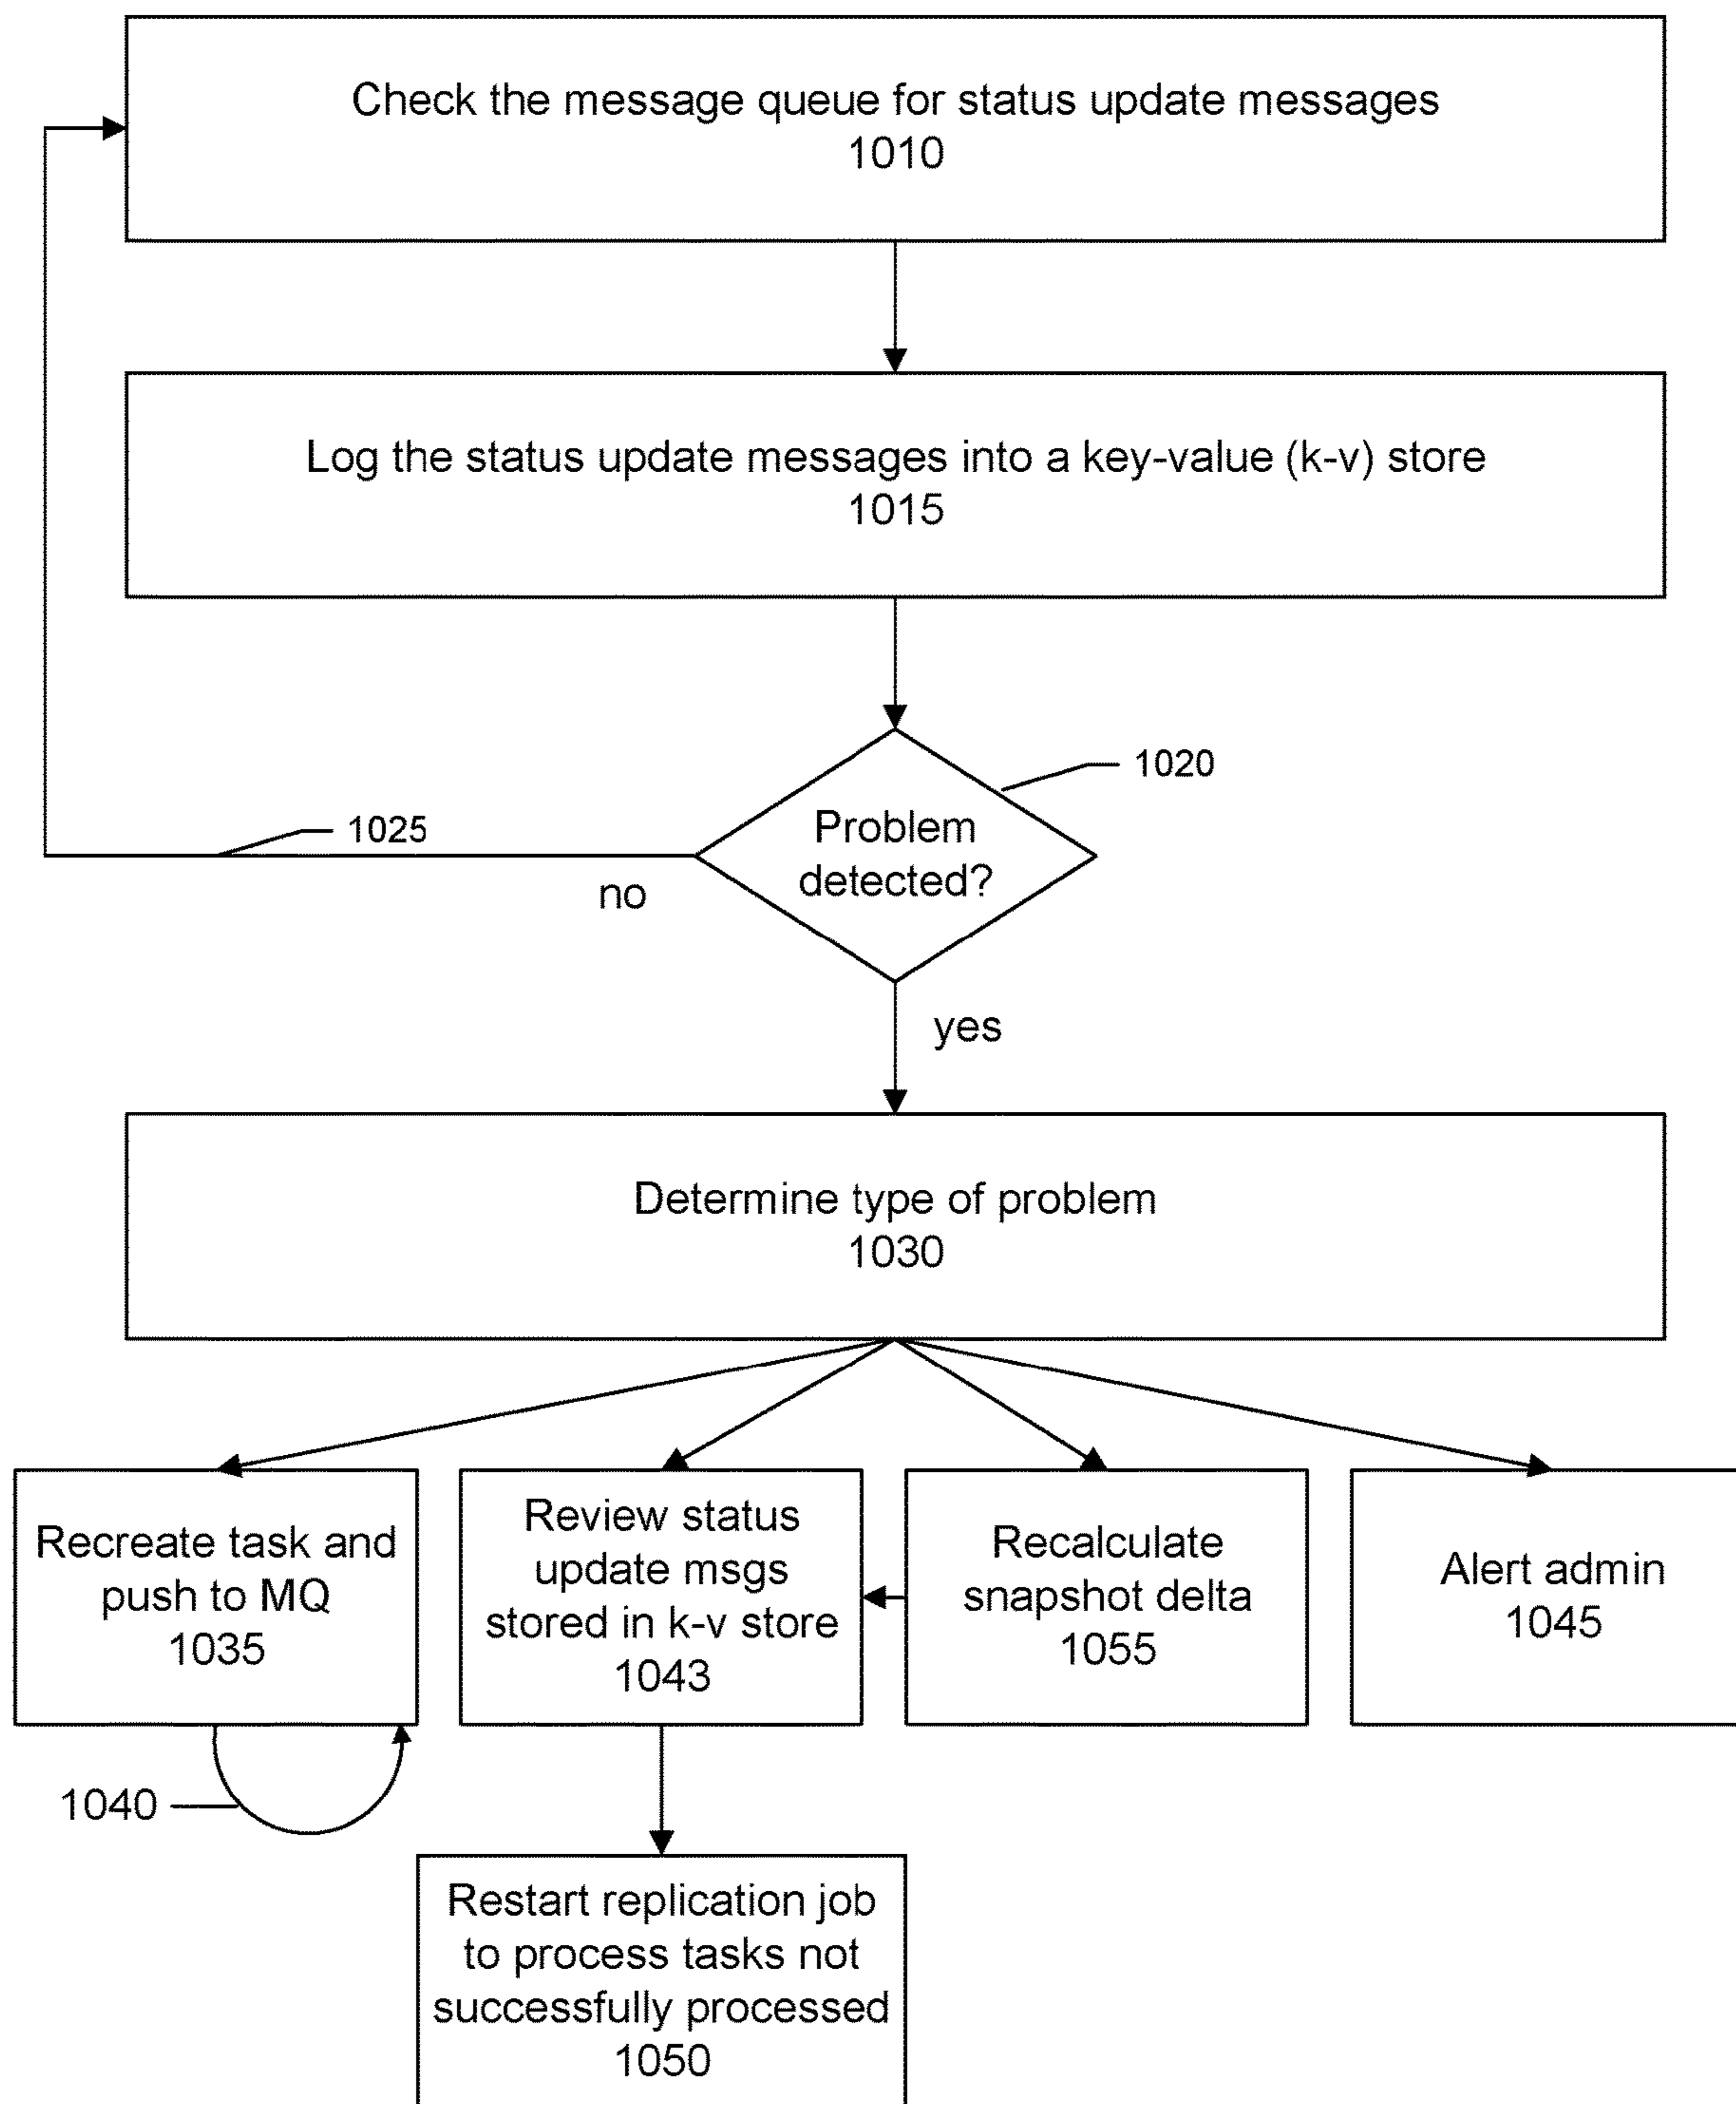 Check the message queue for status update messages
1010
Log the status update messages into a key-value (k-v) store
1015
1020
Problem
detected?
1025
no
yes
Determine type of problem
1030
Recreate task and
push to MQ
1035
Review status
update msgs
stored in k-v store
1043
Recalculate
snapshot delta
1055
Alert admin
1045
1040
Restart replication job
to process tasks not
successfully processed
1050